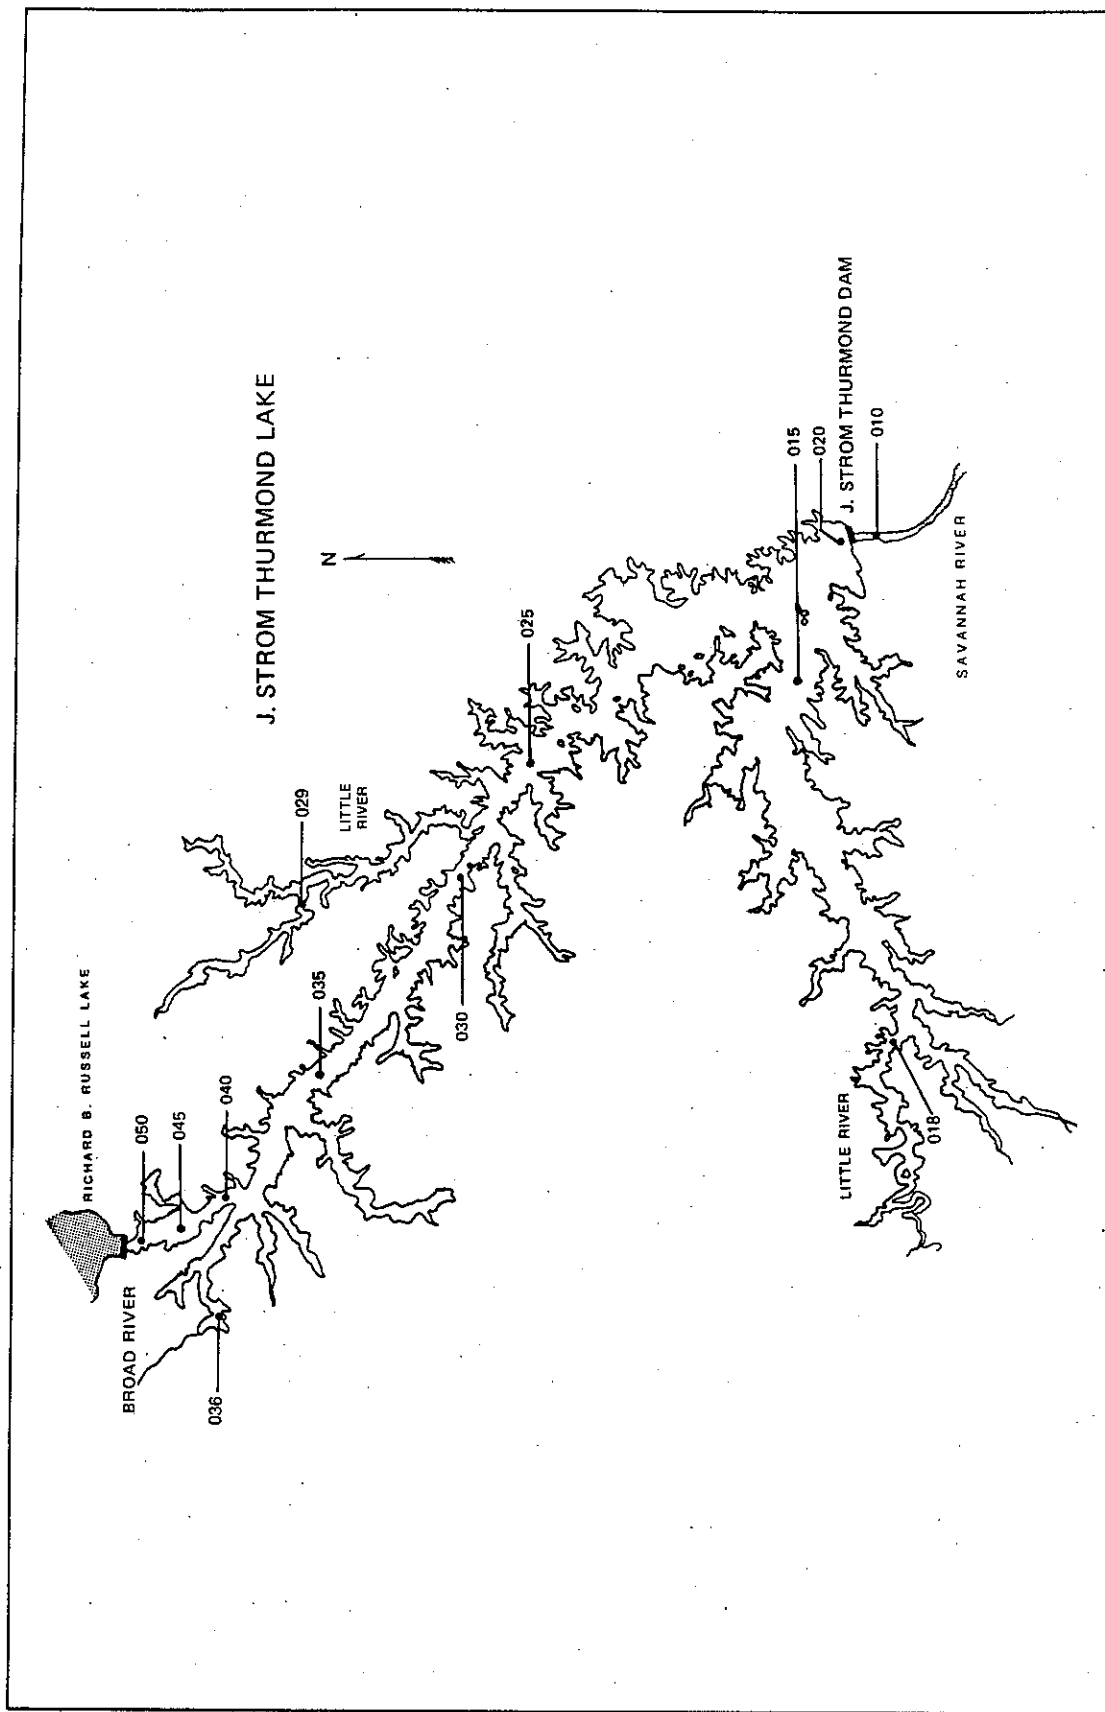 J. STROM THURMOND LAKE
N
RICHARD B. RUSSELL LAKE
BROAD RIVER
050
045
040
036
035
030
029
LITTLE
RIVER
025
015
020
J. STROM THURMOND DAM
010
SAVANNAH RIVER
LITTLE RIVER
018